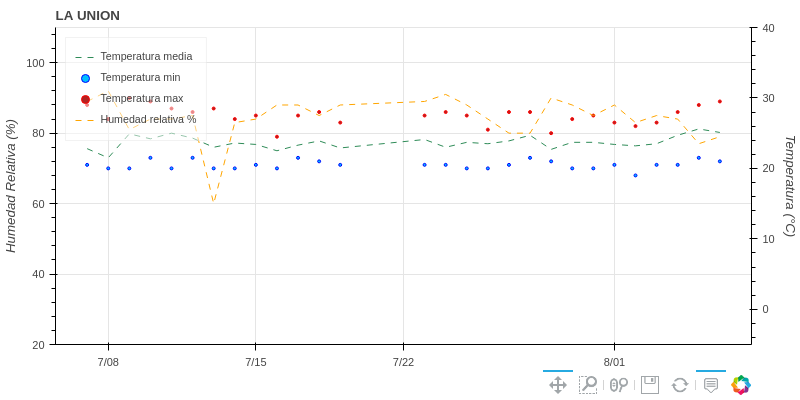 LA UNION
Temperatura media
Temperatura min
Temperatura max
Humedad relativa %
Humedad Relativa (%)
100
80
60
40
20
Temperatura (°C)
40
30
20
10
0
7/08
7/15
7/22
8/01